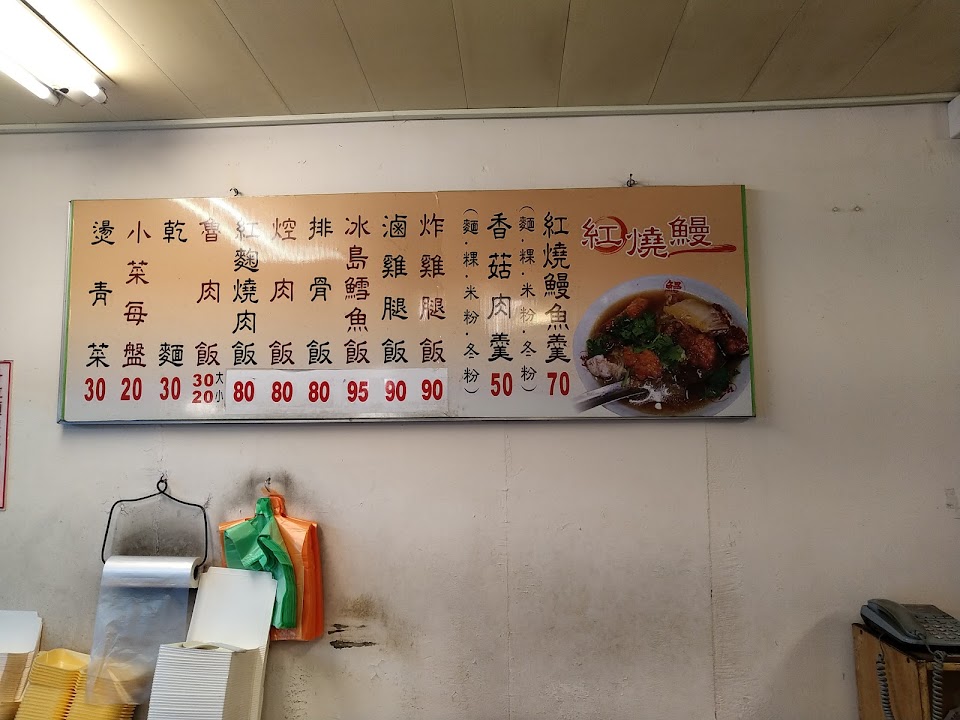 紅燒鰻
紅燒鰻魚羹 70
（麵·粿·米粉·冬粉）
香菇肉羹 50
（麵·粿·米粉·冬粉）
炸雞腿飯 90
滷雞腿飯 90
冰島鱈魚飯 95
排骨飯 80
焢肉飯 80
紅麴燒肉飯 80
魯肉飯 30大 20小
乾麵 30
小菜每盤 20
燙青菜 30